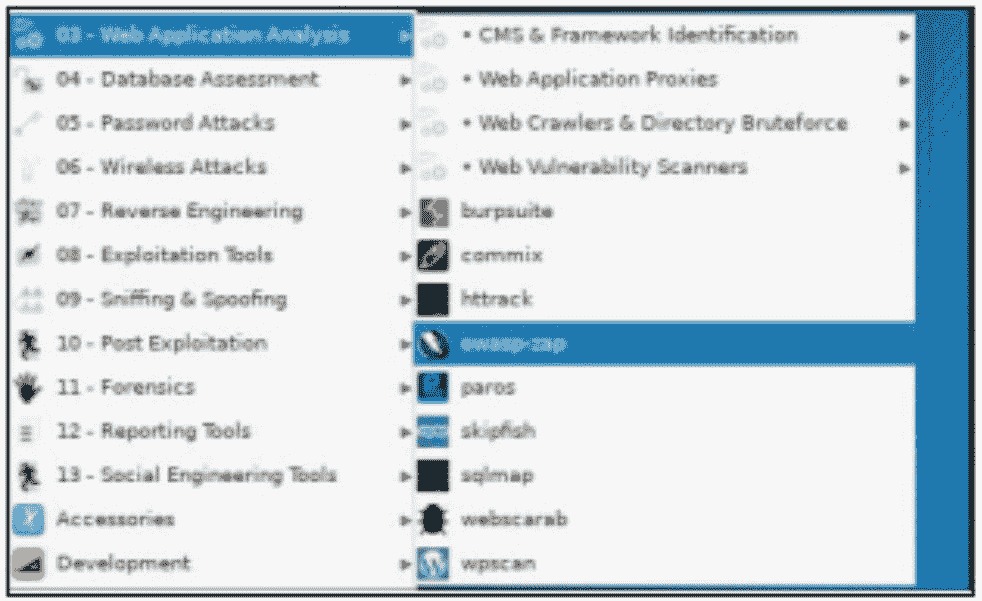 03 - Web Application Analysis
04 - Database Assessment
05 - Password Attacks
06 - Wireless Attacks
07 - Reverse Engineering
08 - Exploitation Tools
09 - Sniffing & Spoofing
10 - Post Exploitation
11 - Forensics
12 - Reporting Tools
13 - Social Engineering Tools
Accessories
Development
• CMS & Framework Identification
• Web Application Proxies
• Web Crawlers & Directory Bruteforce
• Web Vulnerability Scanners
burpsuite
commix
httrack
owasp-zap
paros
skipfish
sqlmap
webscarab
wpscan